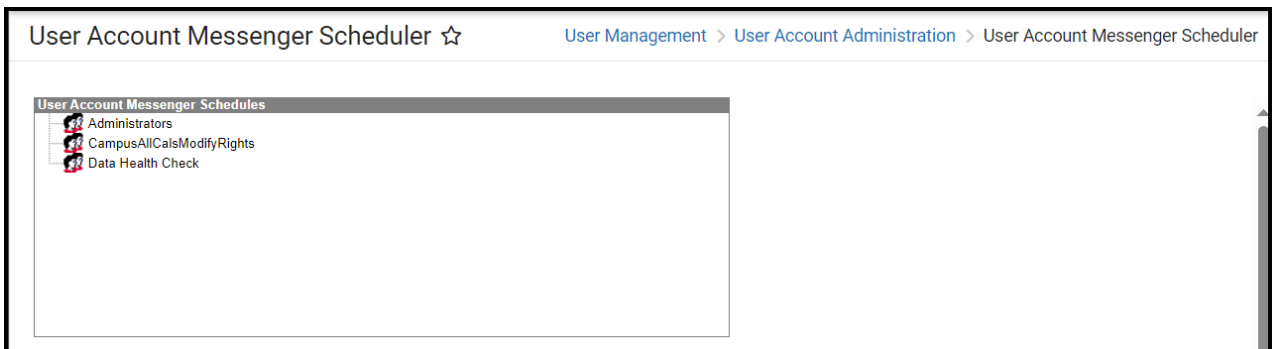 User Account Messenger Scheduler ☆ User Management > User Account Administration > User Account Messenger Scheduler
User Account Messenger Schedules
Administrators
CampusAllCalsModifyRights
Data Health Check